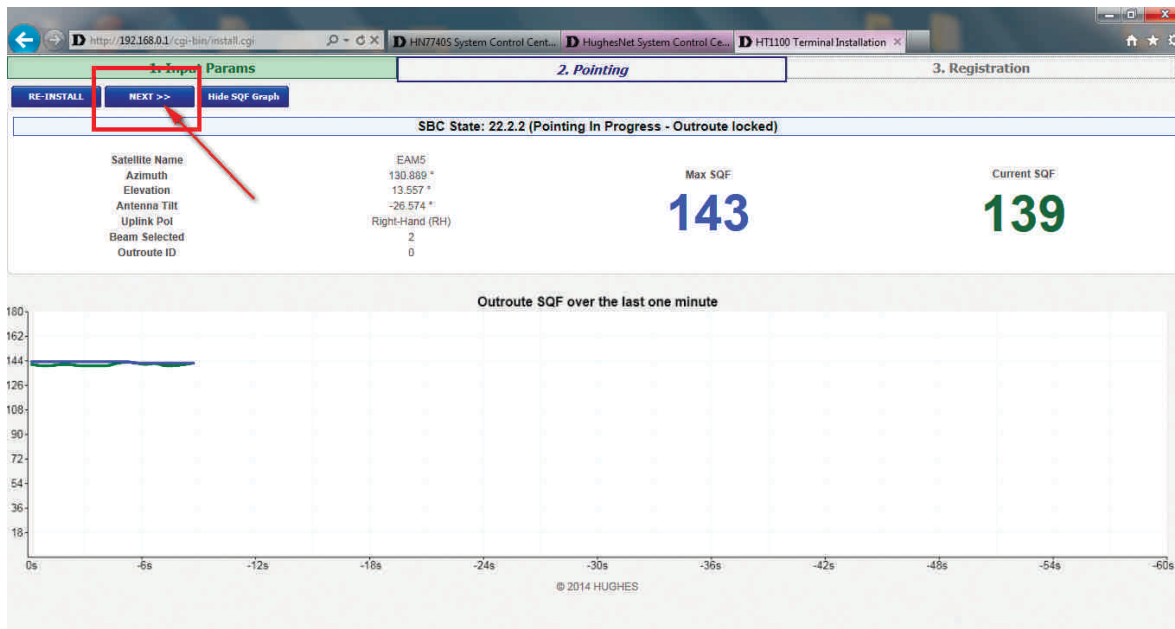 http://192.168.0.1/cgi-bin/install.cgi
HN7740S System Control Cent...
HughesNet System Control Ce...
HT1100 Terminal Installation
1. Input Params
2. Pointing
3. Registration
RE-INSTALL
NEXT >>
Hide SQF Graph
SBC State: 22.2.2 (Pointing In Progress - Outroute locked)
Satellite Name EAM5
Azimuth 130.889 °
Elevation 13.557 °
Antenna Tilt -26.574 °
Uplink Pol Right-Hand (RH)
Beam Selected 2
Outroute ID 0
Max SQF
143
Current SQF
139
Outroute SQF over the last one minute
180
162
144
126
108
90
72
54
36
18
0s -6s -12s -18s -24s -30s -36s -42s -48s -54s -60s
© 2014 HUGHES